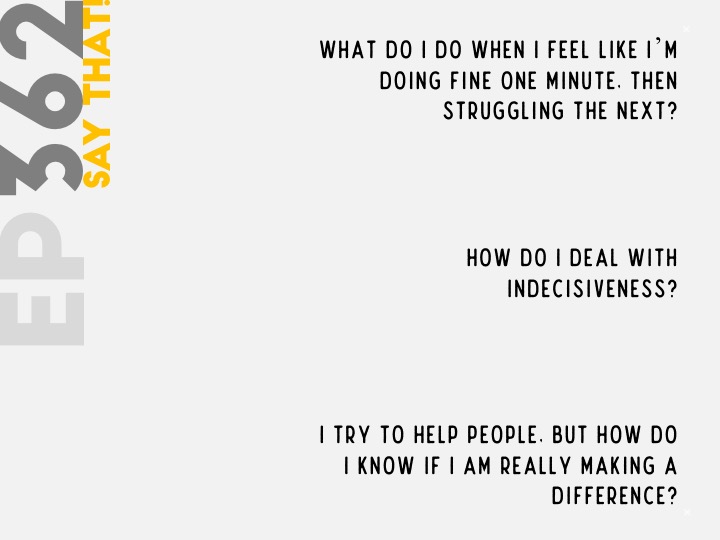 EP 362
SAY THAT!
WHAT DO I DO WHEN I FEEL LIKE I'M
DOING FINE ONE MINUTE, THEN
STRUGGLING THE NEXT?
HOW DO I DEAL WITH
INDECISIVENESS?
I TRY TO HELP PEOPLE, BUT HOW DO
I KNOW IF I AM REALLY MAKING A
DIFFERENCE?